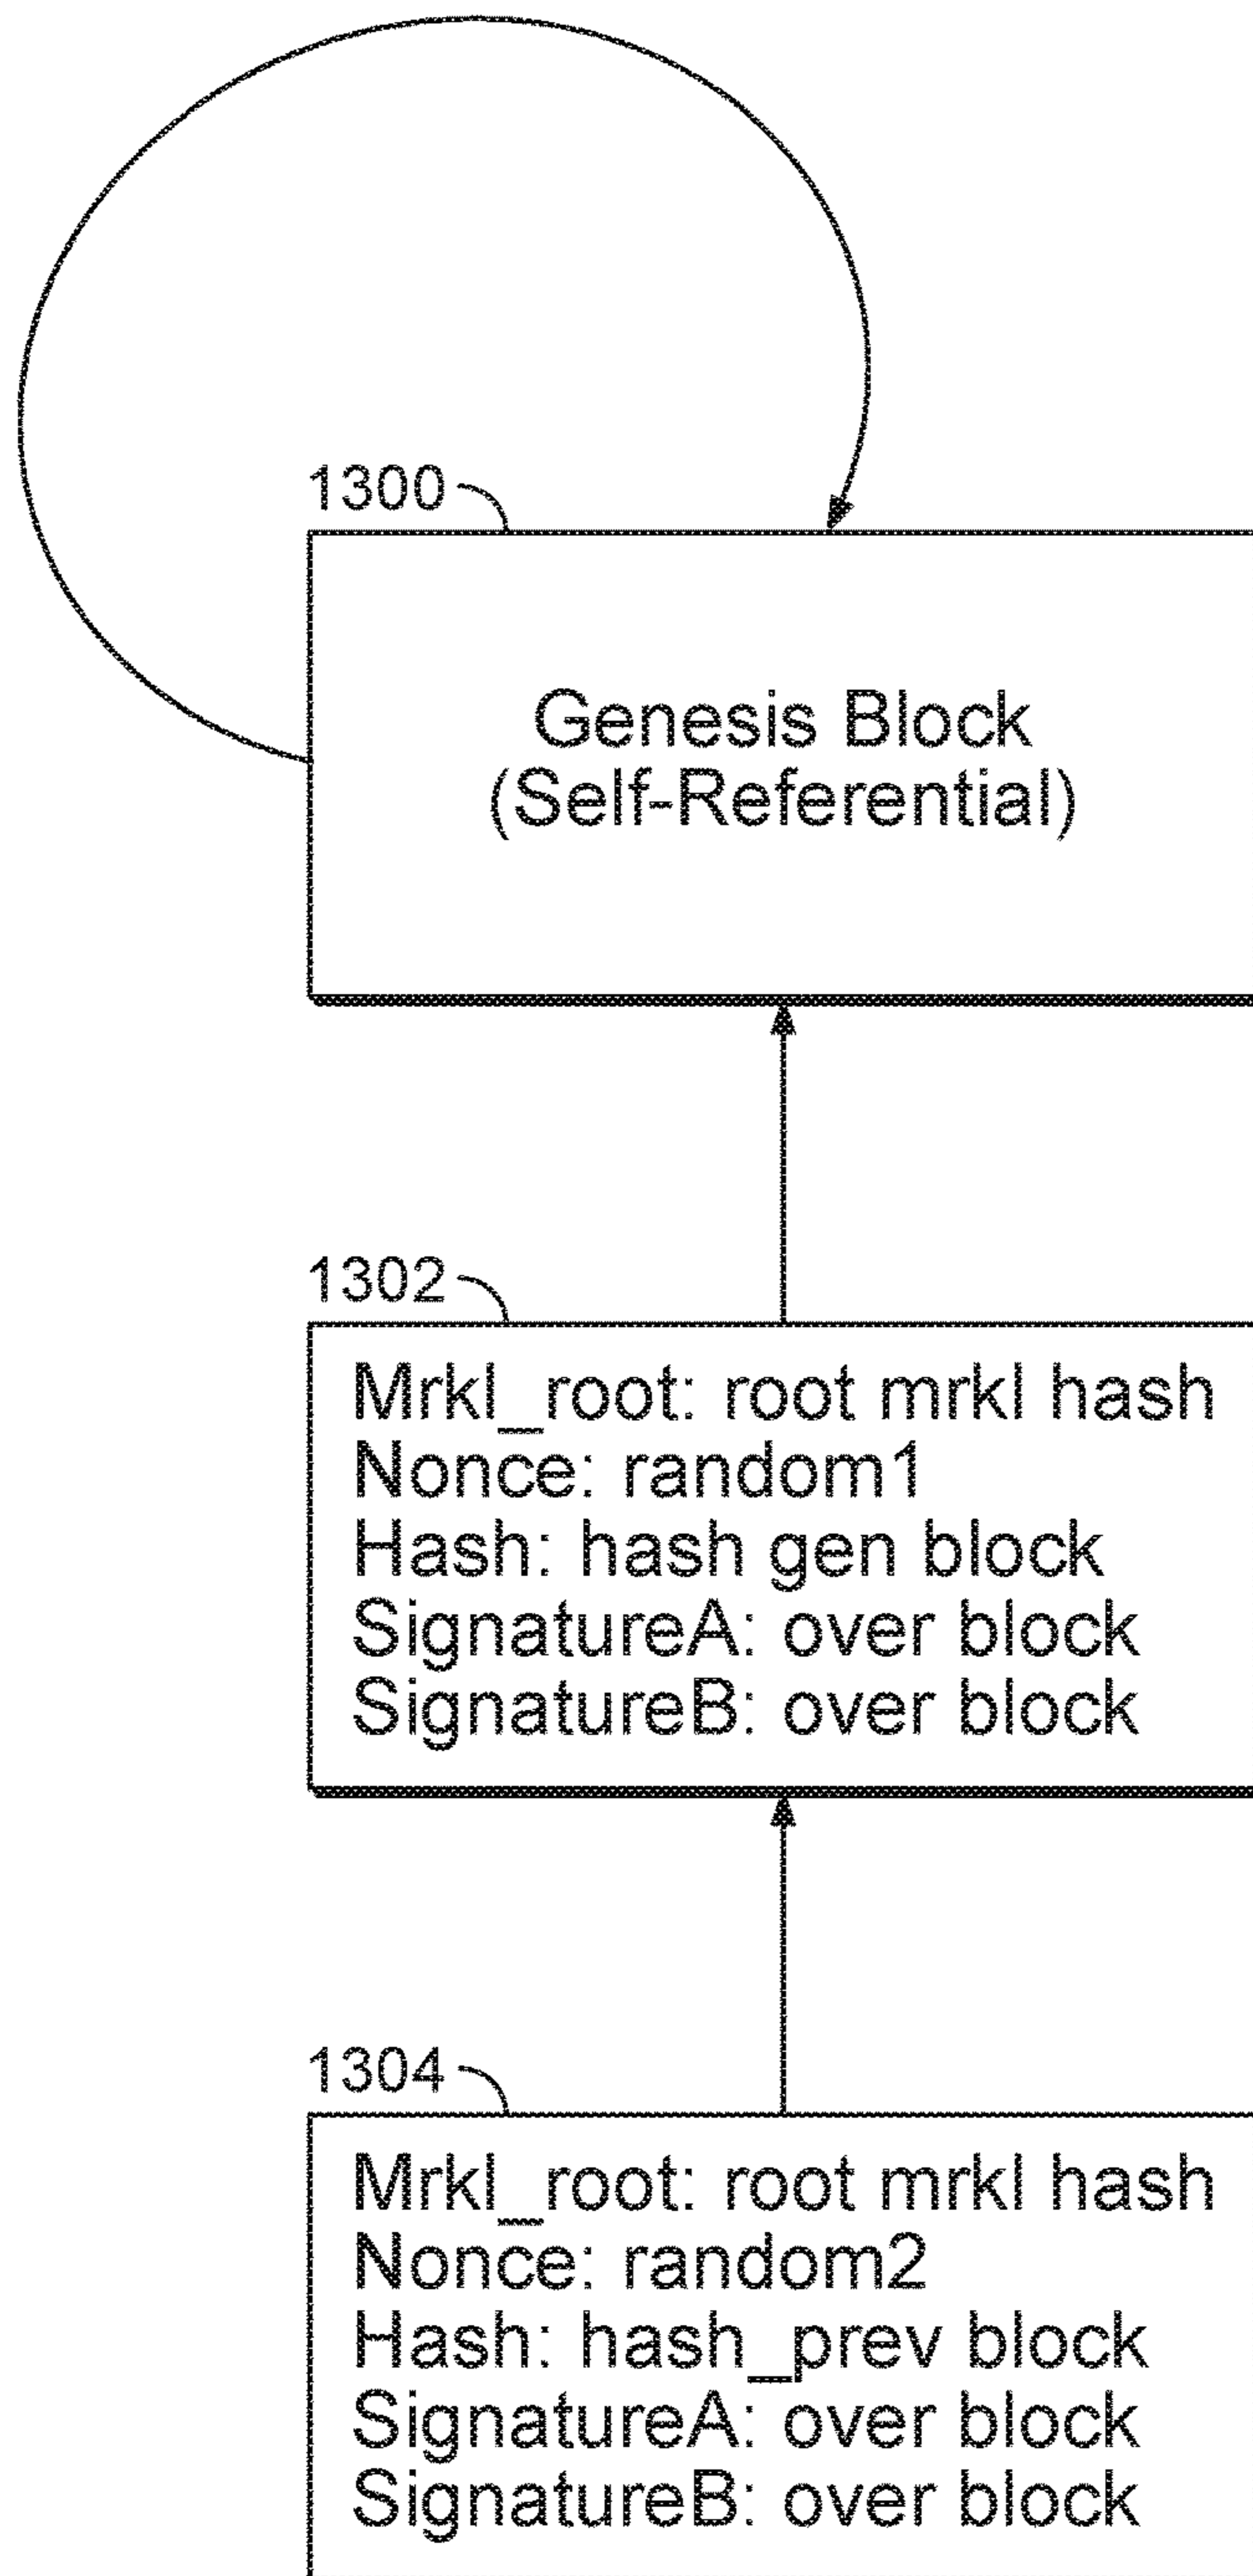 1300
Genesis Block
(Self-Referential)
1302
Mrkl_root: root mrkl hash
Nonce: random1
Hash: hash gen block
SignatureA: over block
SignatureB: over block
1304
Mrkl_root: root mrkl hash
Nonce: random2
Hash: hash_prev block
SignatureA: over block
SignatureB: over block